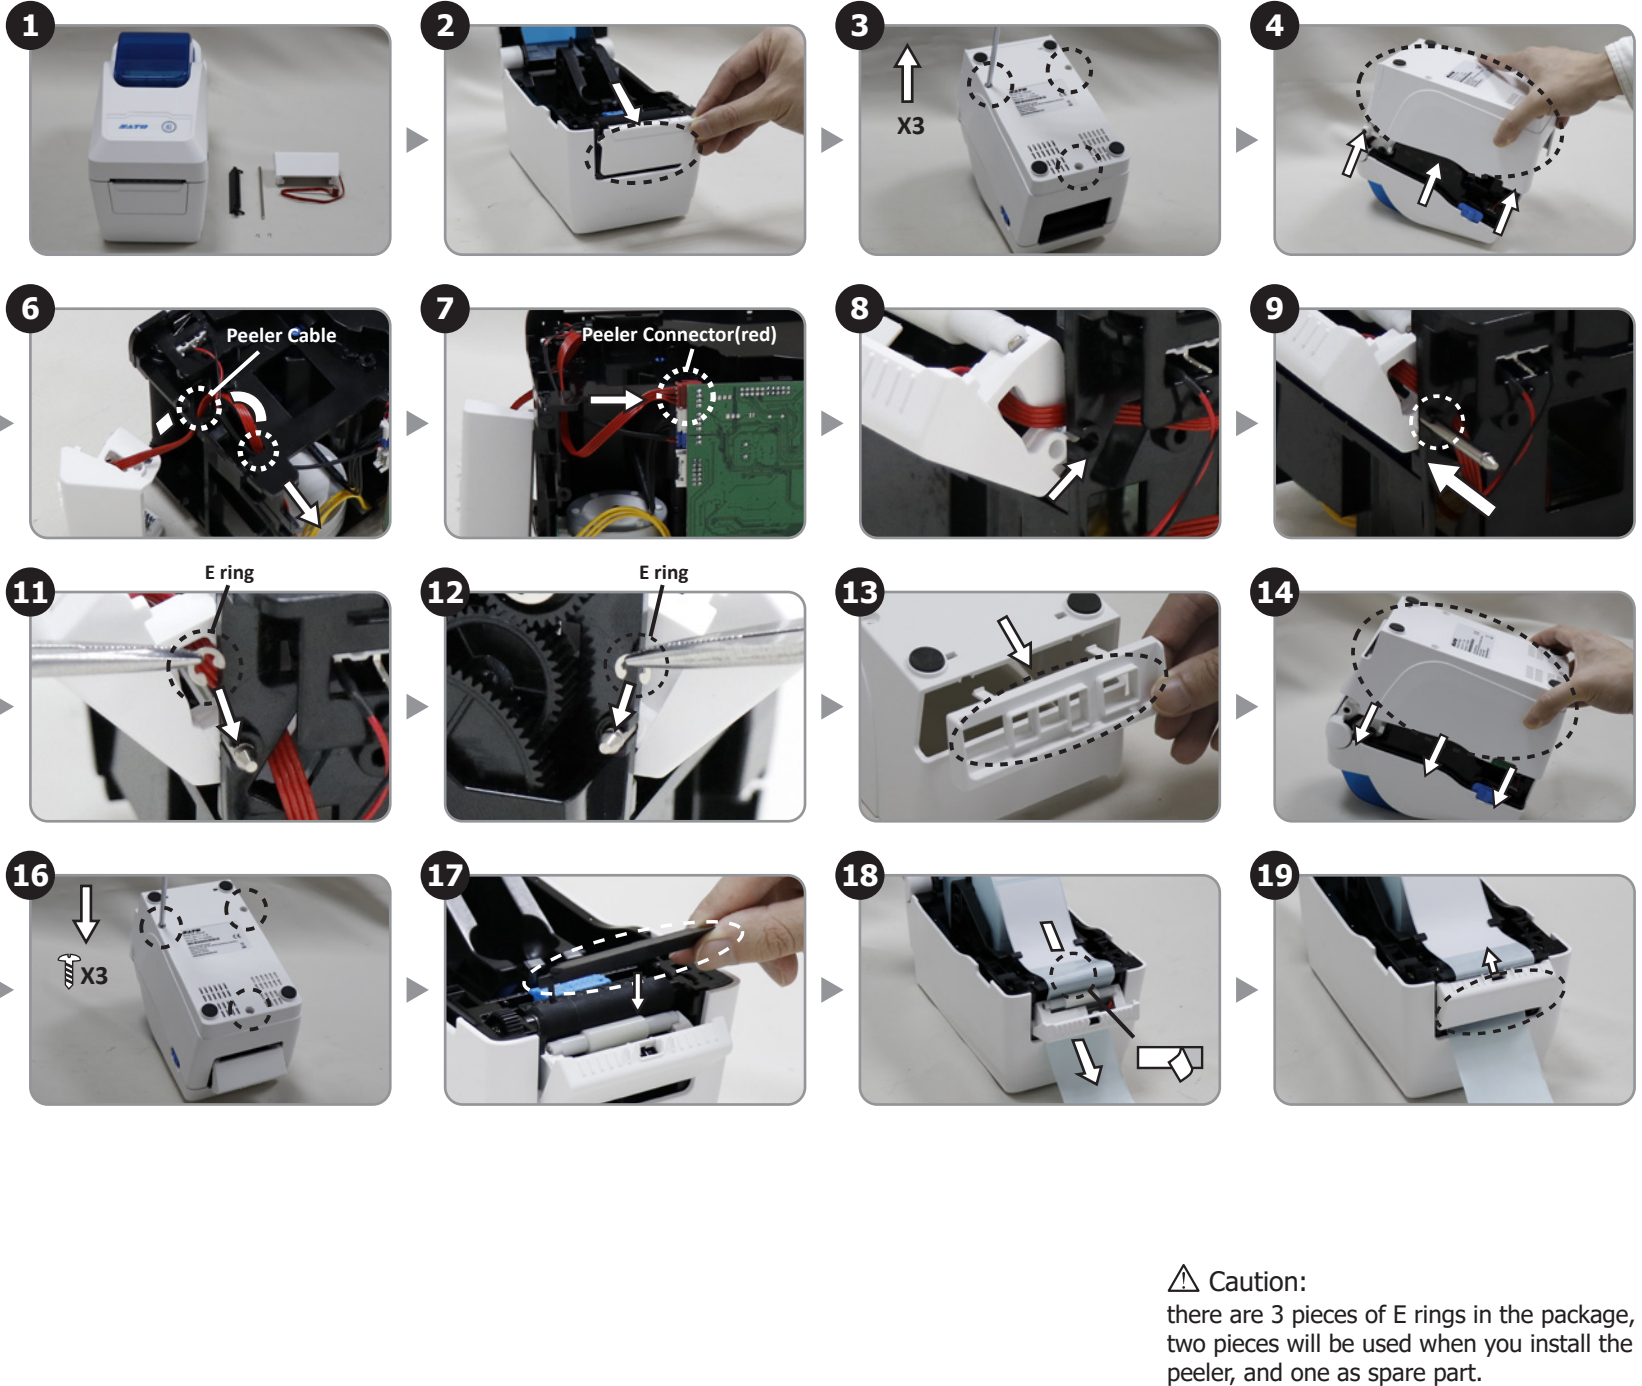 1
2
3
4
SATO
X3
6
7
8
9
Peeler Cable
Peeler Connector(red)
E ring
E ring
11
12
13
14
16
17
18
19
X3
⚠ Caution:
there are 3 pieces of E rings in the package,
two pieces will be used when you install the
peeler, and one as spare part.